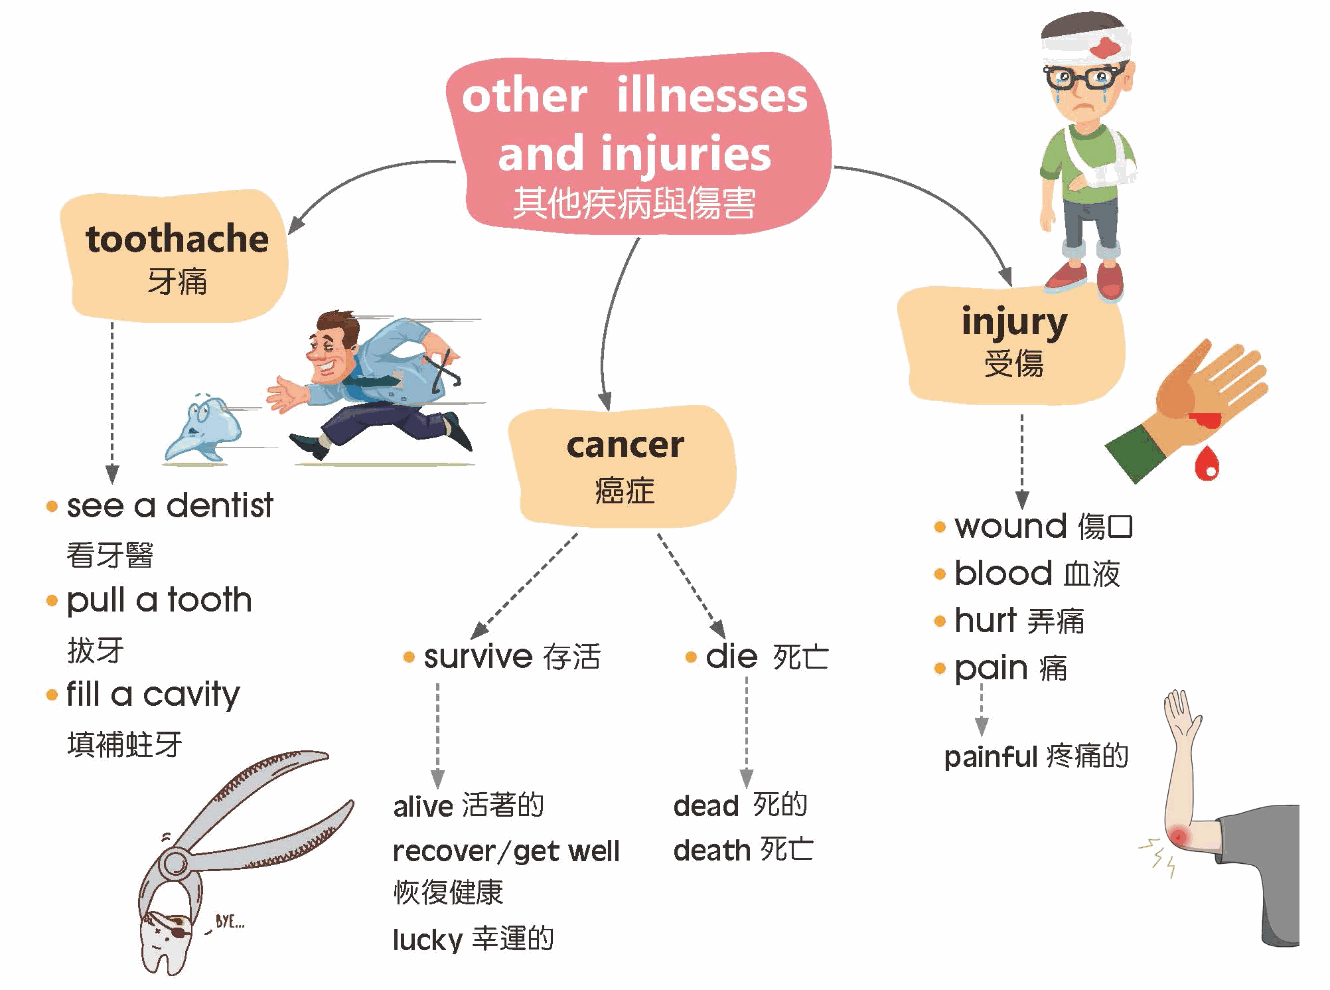 other illnesses
and injuries
其他疾病與傷害
toothache
牙痛
• see a dentist
看牙醫
• pull a tooth
拔牙
• fill a cavity
填補蛀牙
BYE...
cancer
癌症
• survive 存活
alive 活著的
recover/get well
恢復健康
lucky 幸運的
• die 死亡
dead 死的
death 死亡
injury
受傷
• wound 傷口
• blood 血液
• hurt 弄痛
• pain 痛
painful 疼痛的